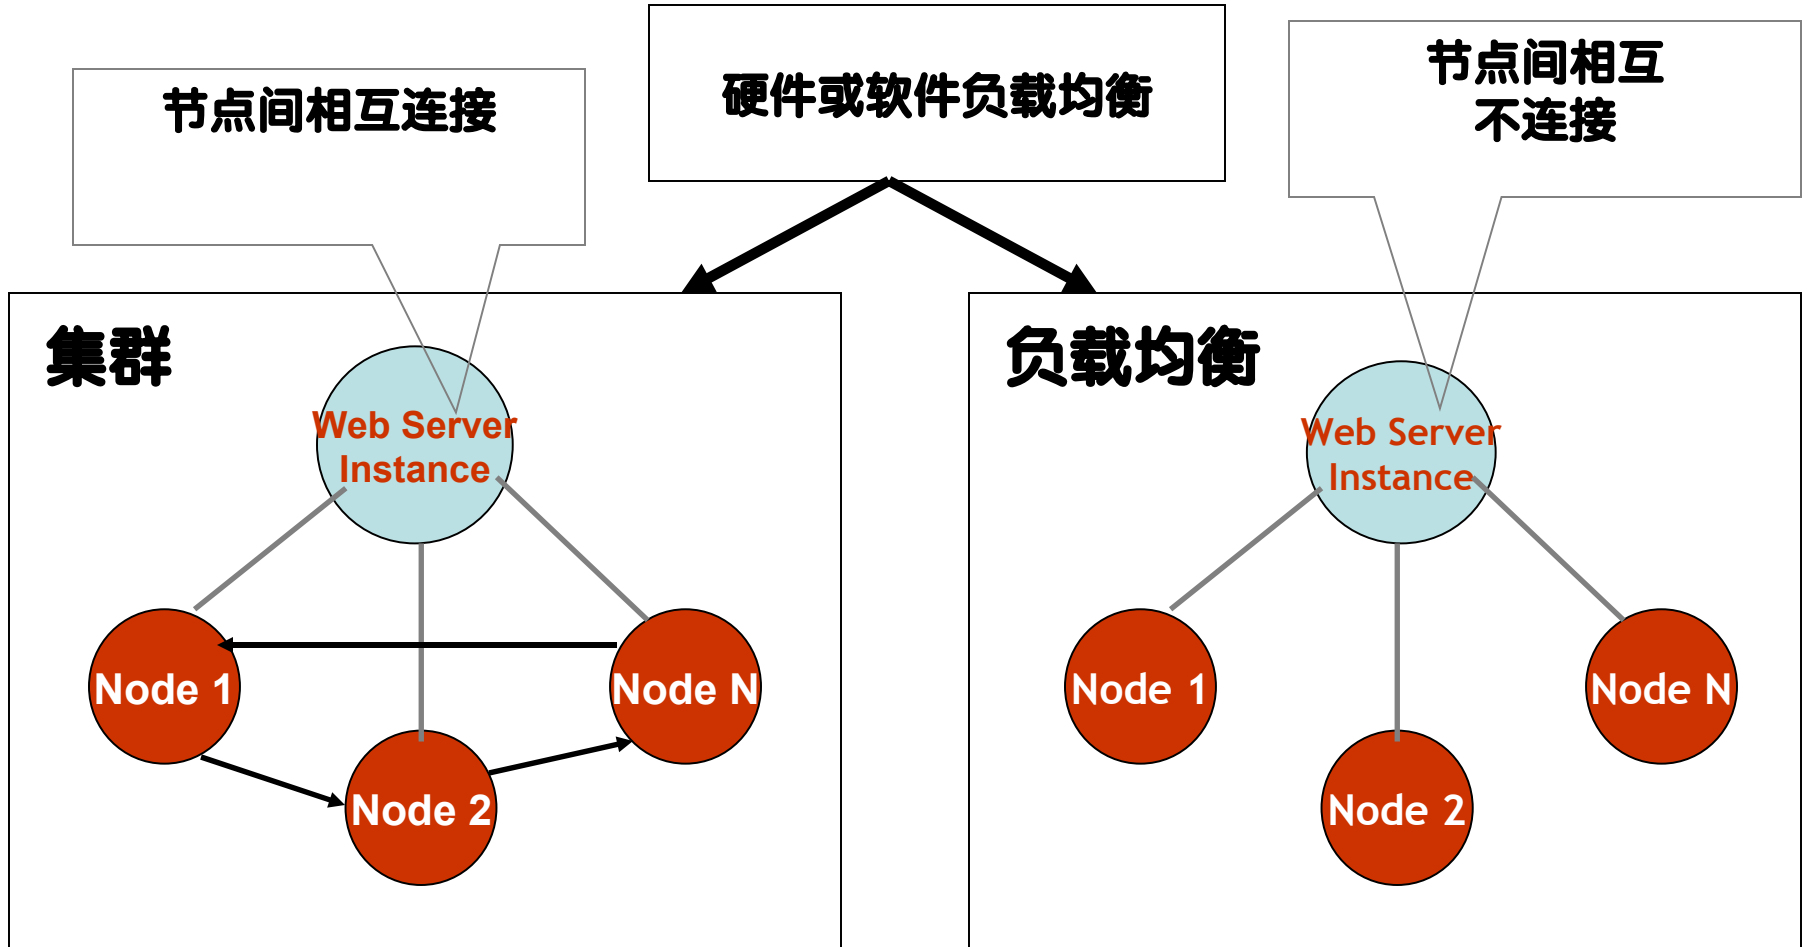 节点间相互连接
硬件或软件负载均衡
节点间相互
不连接
集群
Web Server
Instance
Node 1
Node 2
Node N
负载均衡
Web Server
Instance
Node 1
Node 2
Node N